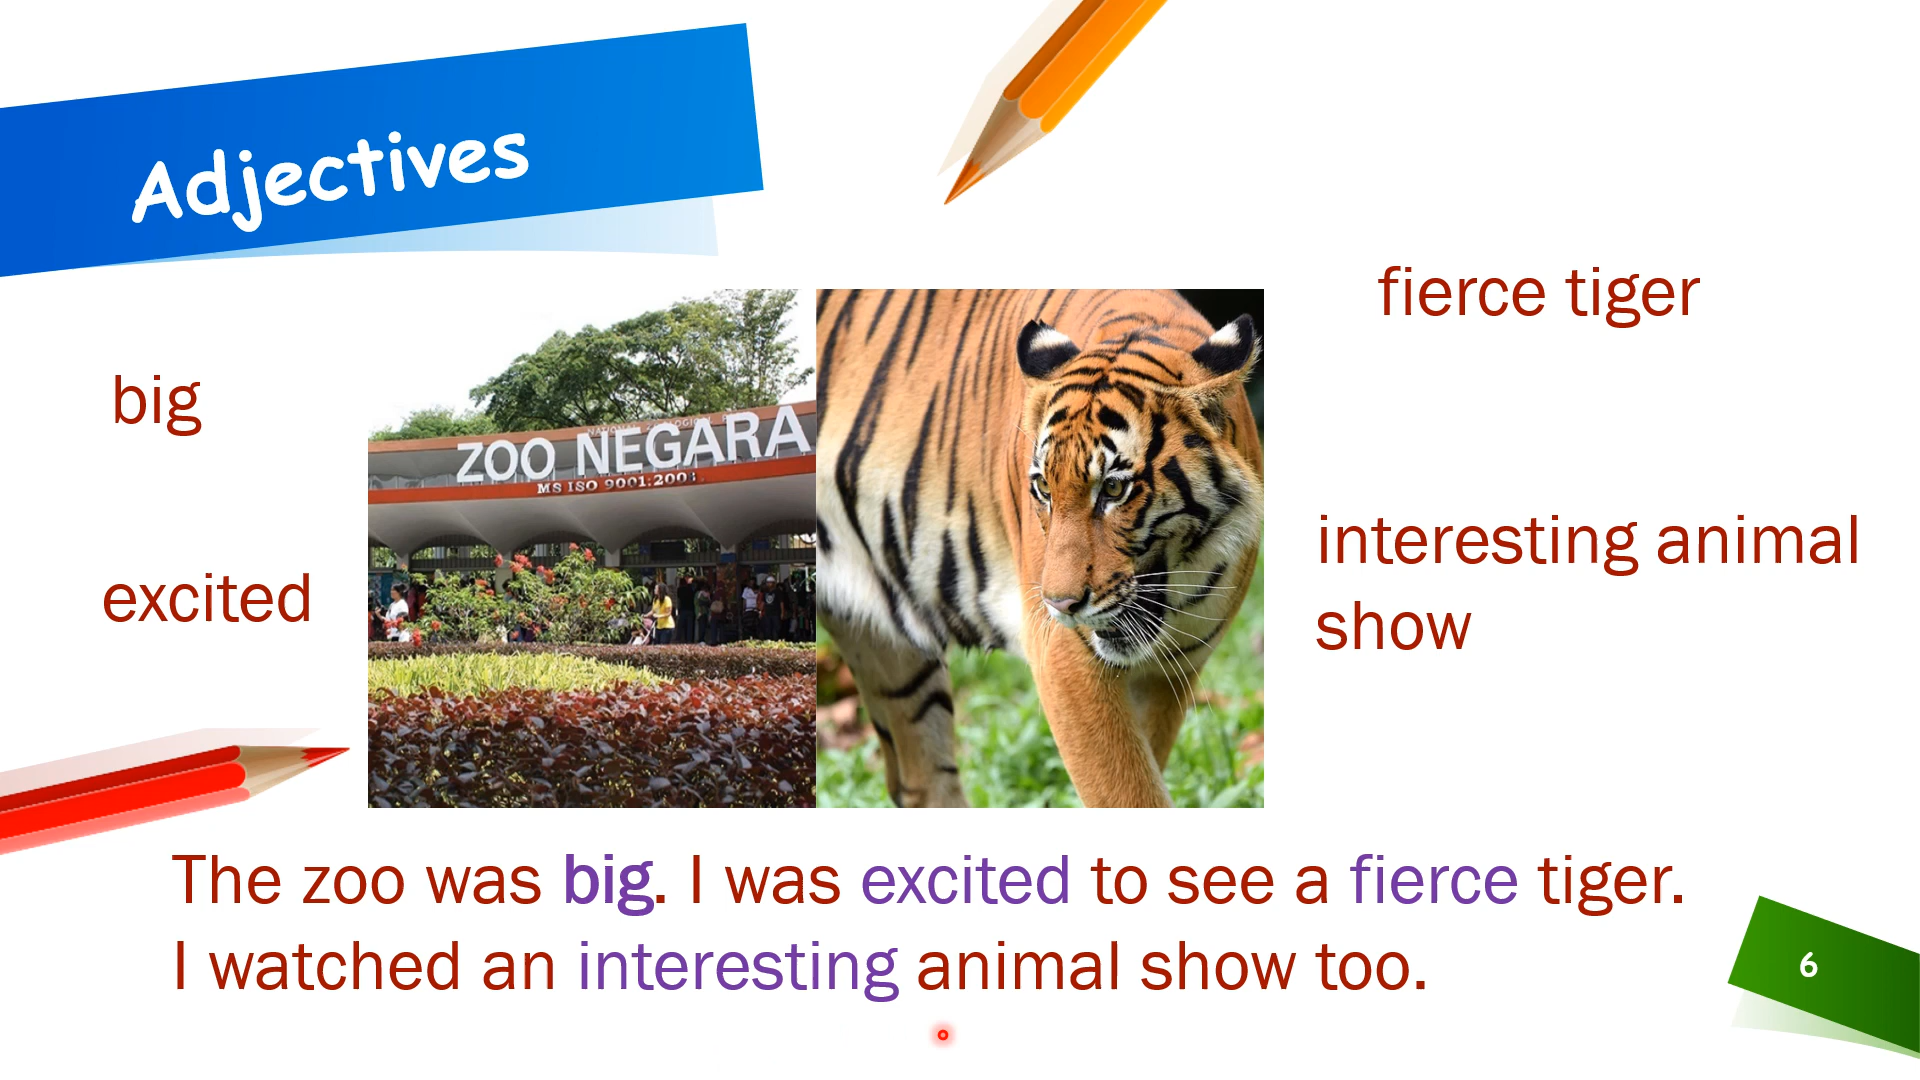 Adjectives
fierce tiger
big
ZOO NEGARA
MS ISO 9001:200
interesting animal
show
excited
The zoo was big. I was excited to see a fierce tiger.
I watched an interesting animal show too.
6